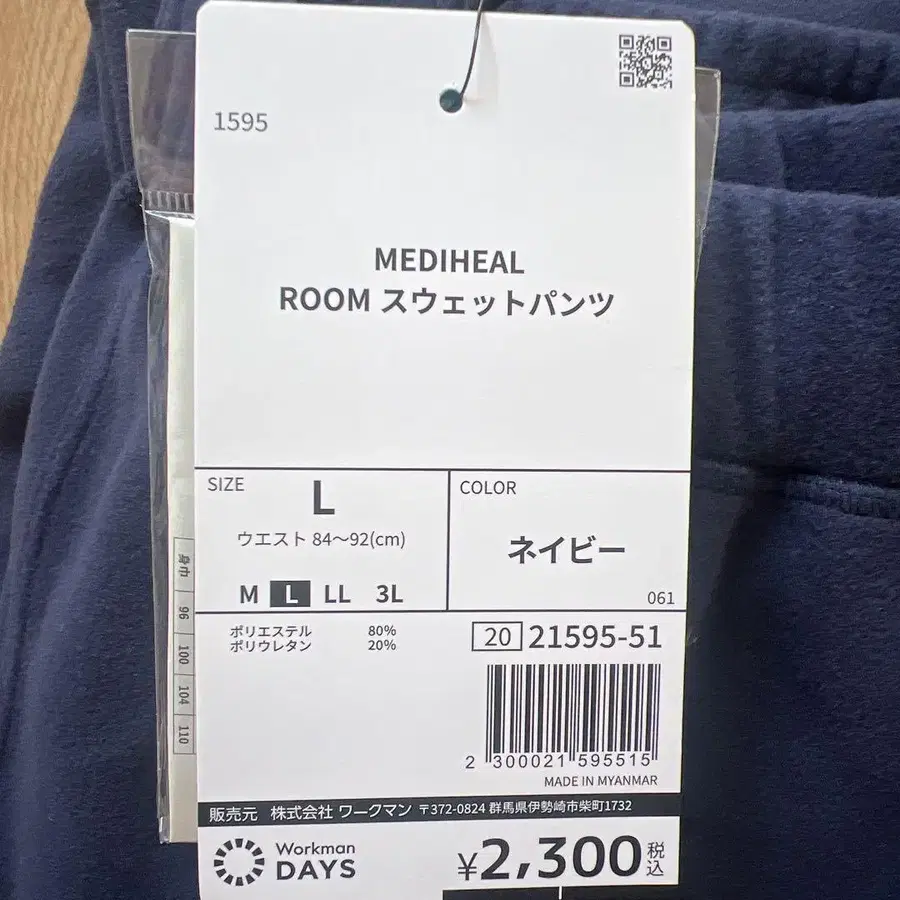 1595
MEDIHEAL
ROOM スウェットパンツ
SIZE
L
ウエスト 84〜92(cm)
M L LL 3L
COLOR
ネイビー
061
ポリエステル 80%
ポリウレタン 20%
20 21595-51
2 300021 595515
MADE IN MYANMAR
販売元 株式会社 ワークマン 〒372-0824 群馬県伊勢崎市柴町1732
Workman
DAYS
¥2,300税込
身巾 96 100 104 110